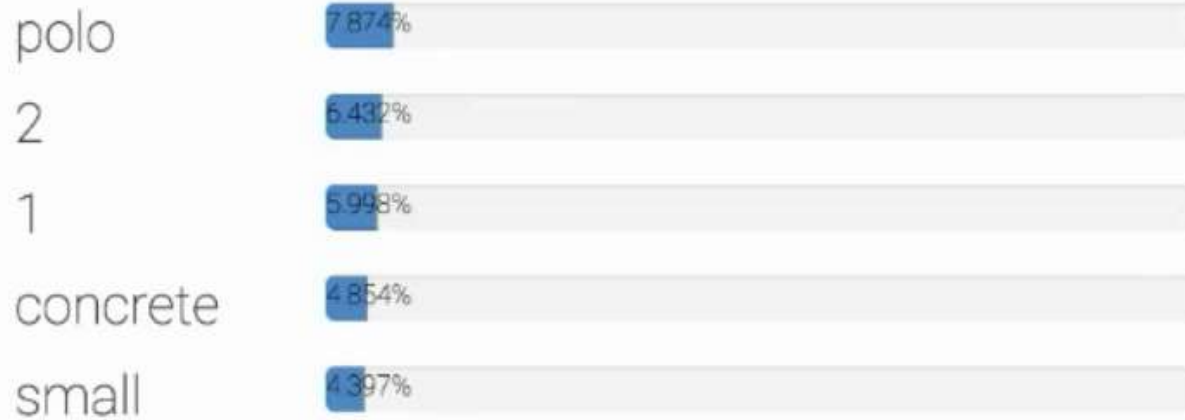 polo 7.874%
2 6.432%
1 5.998%
concrete 4.854%
small 4.397%